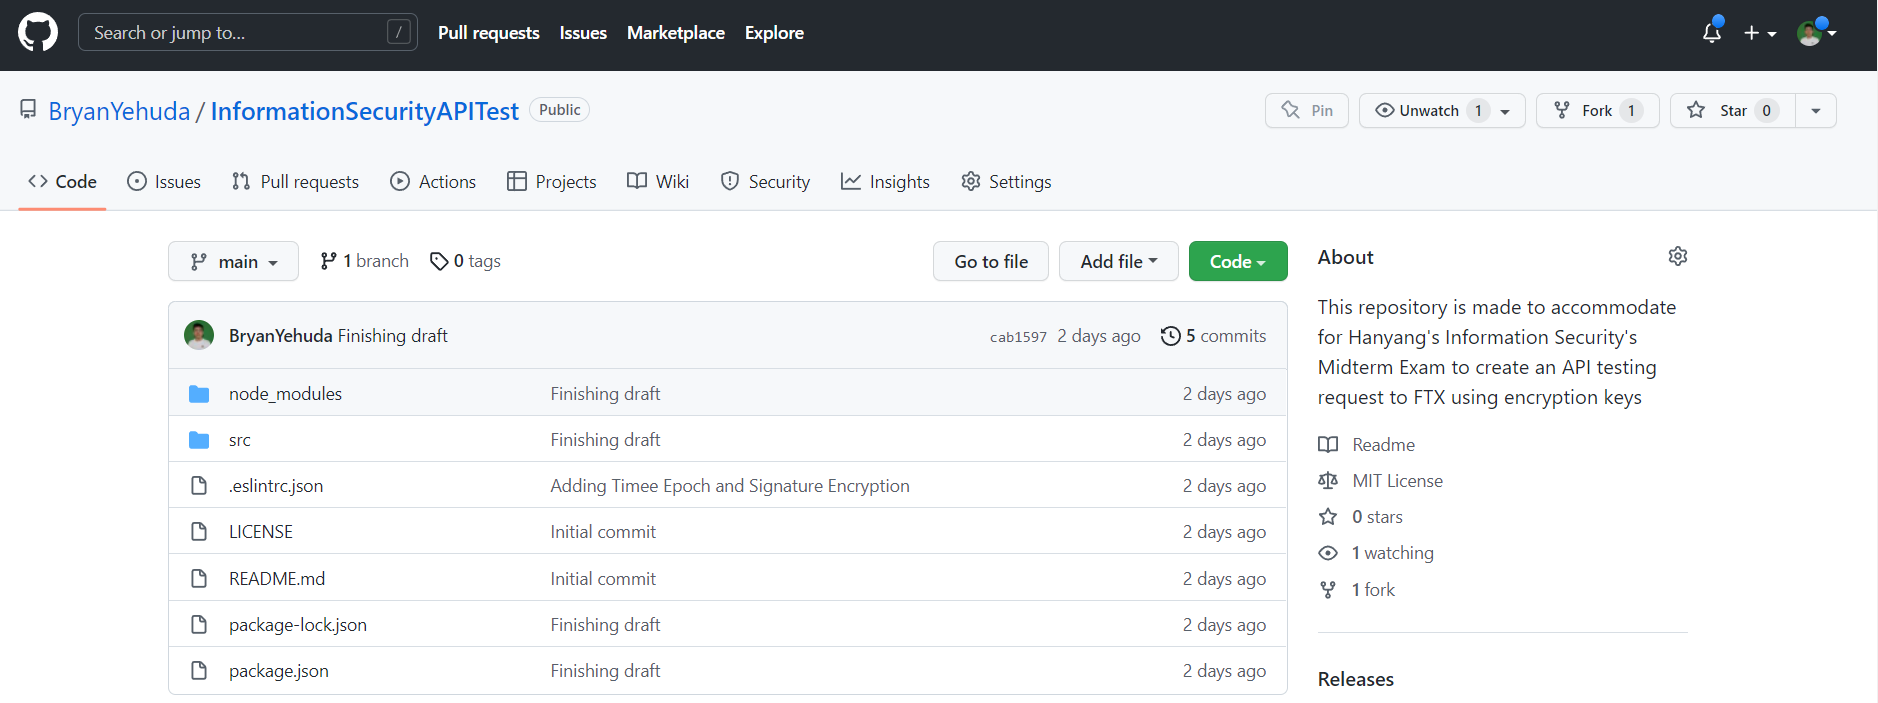 Search or jump to... / Pull requests Issues Marketplace Explore
BryanYehuda / InformationSecurityAPITest Public Pin Unwatch 1 Fork 1 Star 0
Code Issues Pull requests Actions Projects Wiki Security Insights Settings
main 1 branch 0 tags Go to file Add file Code
BryanYehuda Finishing draft cab1597 2 days ago 5 commits
node_modules Finishing draft 2 days ago
src Finishing draft 2 days ago
.eslintrc.json Adding Timee Epoch and Signature Encryption 2 days ago
LICENSE Initial commit 2 days ago
README.md Initial commit 2 days ago
package-lock.json Finishing draft 2 days ago
package.json Finishing draft 2 days ago
About
This repository is made to accommodate
for Hanyang's Information Security's
Midterm Exam to create an API testing
request to FTX using encryption keys
Readme
MIT License
0 stars
1 watching
1 fork
Releases